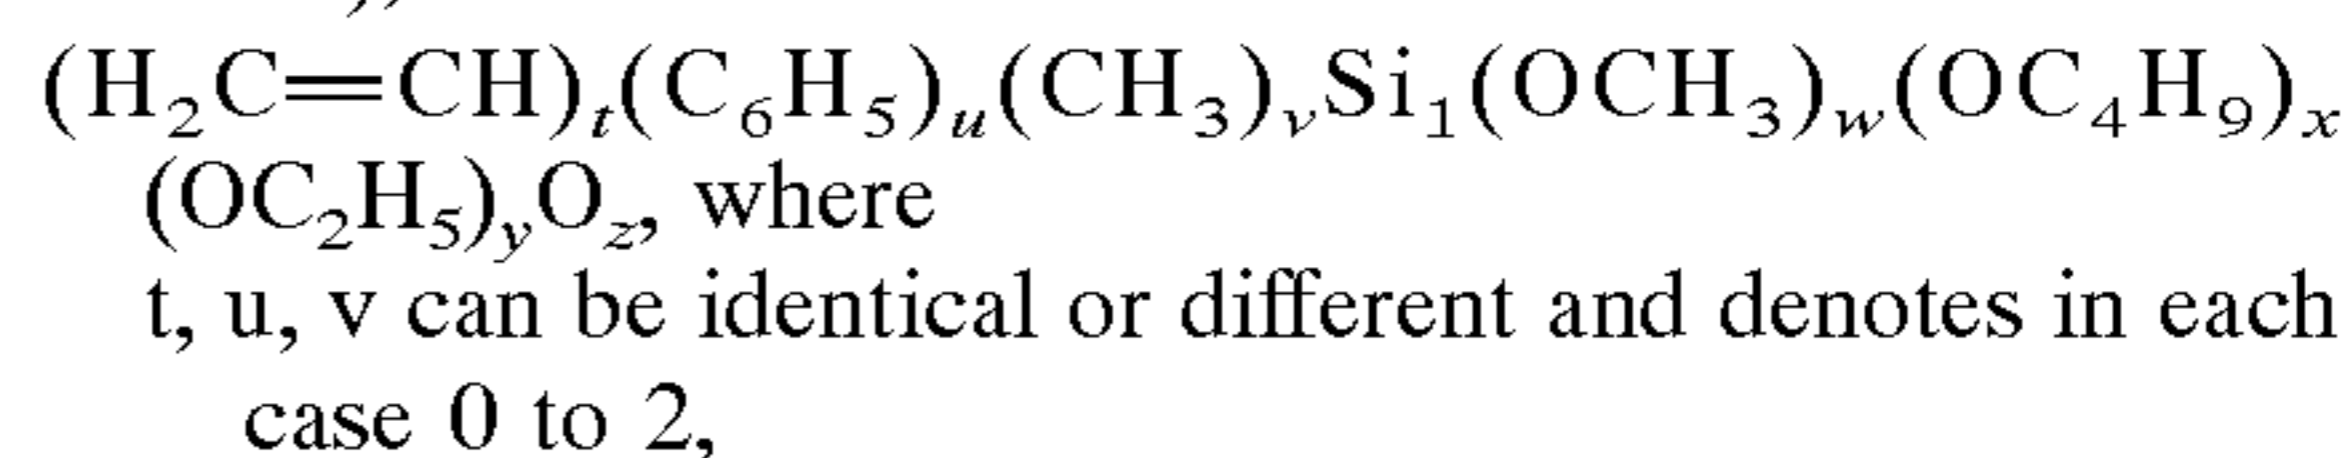 (H₂C=CH)ₜ(C₆H₅)ᵤ(CH₃)ᵥSi₁(OCH₃)w(OC₄H₉)ₓ
(OC₂H₅)yOz, where
t, u, v can be identical or different and denotes in each
case 0 to 2,